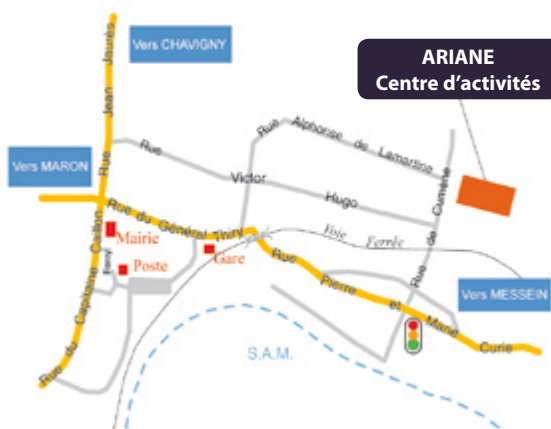 Vers CHAVIGNY
ARIANE
Centre d'activités
Rue Jean Jaurès
Rue Alphonse de Lamartine
Vers MARON
Rue Victor Hugo
Rue du Général Thiry
Rue de Cumène
Mairie
Voie Ferrée
Gare
Poste
Rue du Capitaine Caillon
Rue Pierre et Marie Curie
Vers MESSEIN
S.A.M.